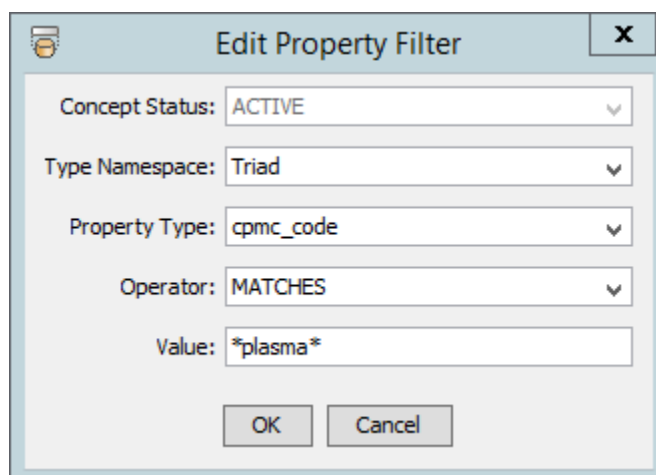 Edit Property Filter
x
Concept Status: ACTIVE
Type Namespace: Triad
Property Type: cpmc_code
Operator: MATCHES
Value: *plasma*
OK Cancel